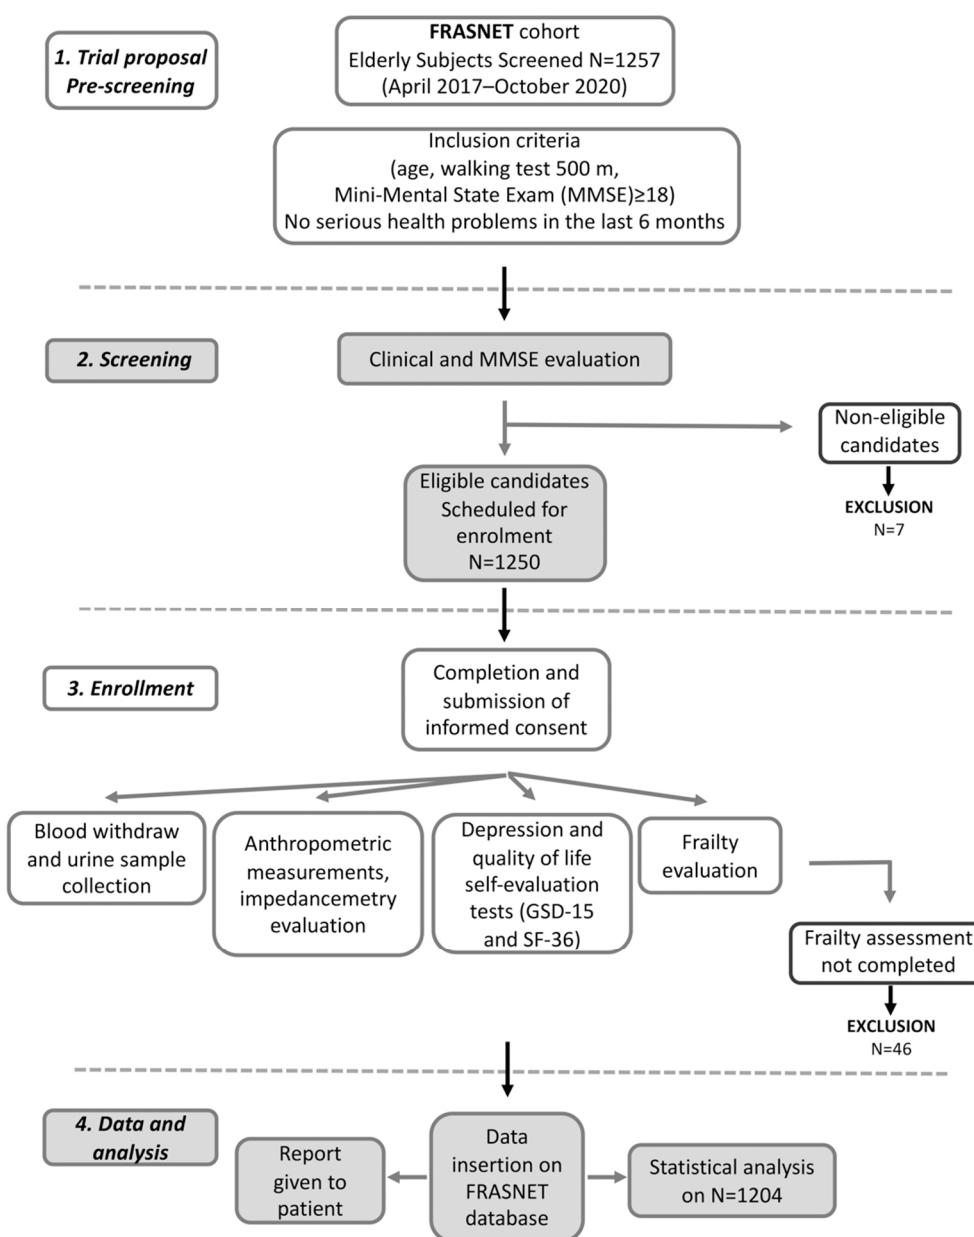 1. Trial proposal
Pre-screening
FRASNET cohort
Elderly Subjects Screened N=1257
(April 2017–October 2020)
Inclusion criteria
(age, walking test 500 m,
Mini-Mental State Exam (MMSE)≥18)
No serious health problems in the last 6 months
2. Screening
Clinical and MMSE evaluation
Non-eligible
candidates
EXCLUSION
N=7
Eligible candidates
Scheduled for
enrolment
N=1250
3. Enrollment
Completion and
submission of
informed consent
Blood withdraw
and urine sample
collection
Anthropometric
measurements,
impedancemetry
evaluation
Depression and
quality of life
self-evaluation
tests (GSD-15
and SF-36)
Frailty
evaluation
Frailty assessment
not completed
EXCLUSION
N=46
4. Data and
analysis
Report
given to
patient
Data
insertion on
FRASNET
database
Statistical analysis
on N=1204